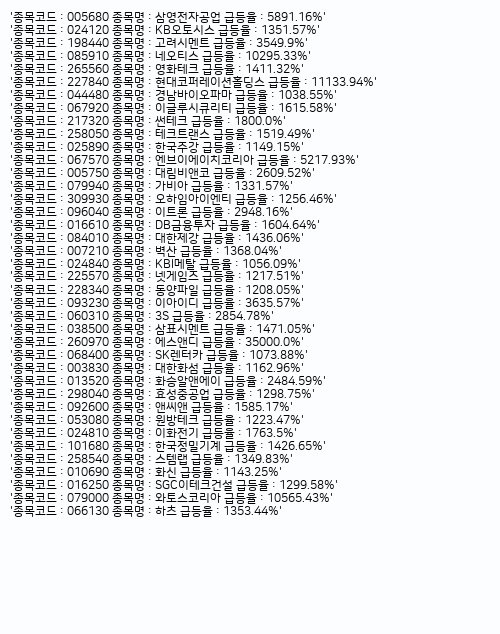 '종목코드 : 005680 종목명 : 삼영전자공업 급등율 : 5891.16%'
'종목코드 : 024120 종목명 : KB오토시스 급등율 : 1351.57%'
'종목코드 : 198440 종목명 : 고려시멘트 급등율 : 3549.9%'
'종목코드 : 085910 종목명 : 네오티스 급등율 : 10295.33%'
'종목코드 : 265560 종목명 : 영화테크 급등율 : 1411.32%'
'종목코드 : 227840 종목명 : 현대코퍼레이션홀딩스 급등율 : 11133.94%'
'종목코드 : 044480 종목명 : 경남바이오파마 급등율 : 1038.55%'
'종목코드 : 067920 종목명 : 이글루시큐리티 급등율 : 1615.58%'
'종목코드 : 217320 종목명 : 썬테크 급등율 : 1800.0%'
'종목코드 : 258050 종목명 : 테크트랜스 급등율 : 1519.49%'
'종목코드 : 025890 종목명 : 한국주강 급등율 : 1149.15%'
'종목코드 : 067570 종목명 : 엔브이에이치코리아 급등율 : 5217.93%'
'종목코드 : 005750 종목명 : 대림비앤코 급등율 : 2609.52%'
'종목코드 : 079940 종목명 : 가비아 급등율 : 1331.57%'
'종목코드 : 309930 종목명 : 오하임아이엔티 급등율 : 1256.46%'
'종목코드 : 096040 종목명 : 이트론 급등율 : 2948.16%'
'종목코드 : 016610 종목명 : DB금융투자 급등율 : 1604.64%'
'종목코드 : 084010 종목명 : 대한제강 급등율 : 1436.06%'
'종목코드 : 007210 종목명 : 벽산 급등율 : 1368.04%'
'종목코드 : 024840 종목명 : KBI메탈 급등율 : 1056.09%'
'종목코드 : 225570 종목명 : 넷게임즈 급등율 : 1217.51%'
'종목코드 : 228340 종목명 : 동양파일 급등율 : 1208.05%'
'종목코드 : 093230 종목명 : 이아이디 급등율 : 3635.57%'
'종목코드 : 060310 종목명 : 3S 급등율 : 2854.78%'
'종목코드 : 038500 종목명 : 삼표시멘트 급등율 : 1471.05%'
'종목코드 : 260970 종목명 : 에스앤디 급등율 : 35000.0%'
'종목코드 : 068400 종목명 : SK렌터카 급등율 : 1073.88%'
'종목코드 : 003830 종목명 : 대한화섬 급등율 : 1162.96%'
'종목코드 : 013520 종목명 : 화승알앤에이 급등율 : 2484.59%'
'종목코드 : 298040 종목명 : 효성중공업 급등율 : 1298.75%'
'종목코드 : 092600 종목명 : 앤씨앤 급등율 : 1585.17%'
'종목코드 : 053080 종목명 : 원방테크 급등율 : 1223.47%'
'종목코드 : 024810 종목명 : 이화전기 급등율 : 1763.5%'
'종목코드 : 101680 종목명 : 한국정밀기계 급등율 : 1426.65%'
'종목코드 : 258540 종목명 : 스템랩 급등율 : 1349.83%'
'종목코드 : 010690 종목명 : 화신 급등율 : 1143.25%'
'종목코드 : 016250 종목명 : SGC이테크건설 급등율 : 1299.58%'
'종목코드 : 079000 종목명 : 와토스코리아 급등율 : 10565.43%'
'종목코드 : 066130 종목명 : 하츠 급등율 : 1353.44%'